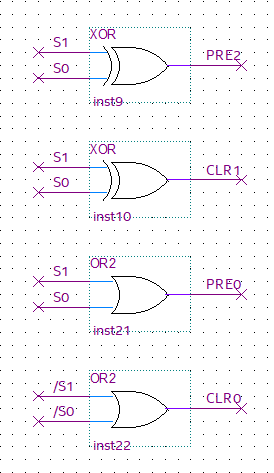 XOR
S1
PRE2
S0
inst9
XOR
S1
CLR1
S0
inst10
OR2
S1
PRE0
S0
inst21
OR2
/S1
CLR0
/S0
inst22